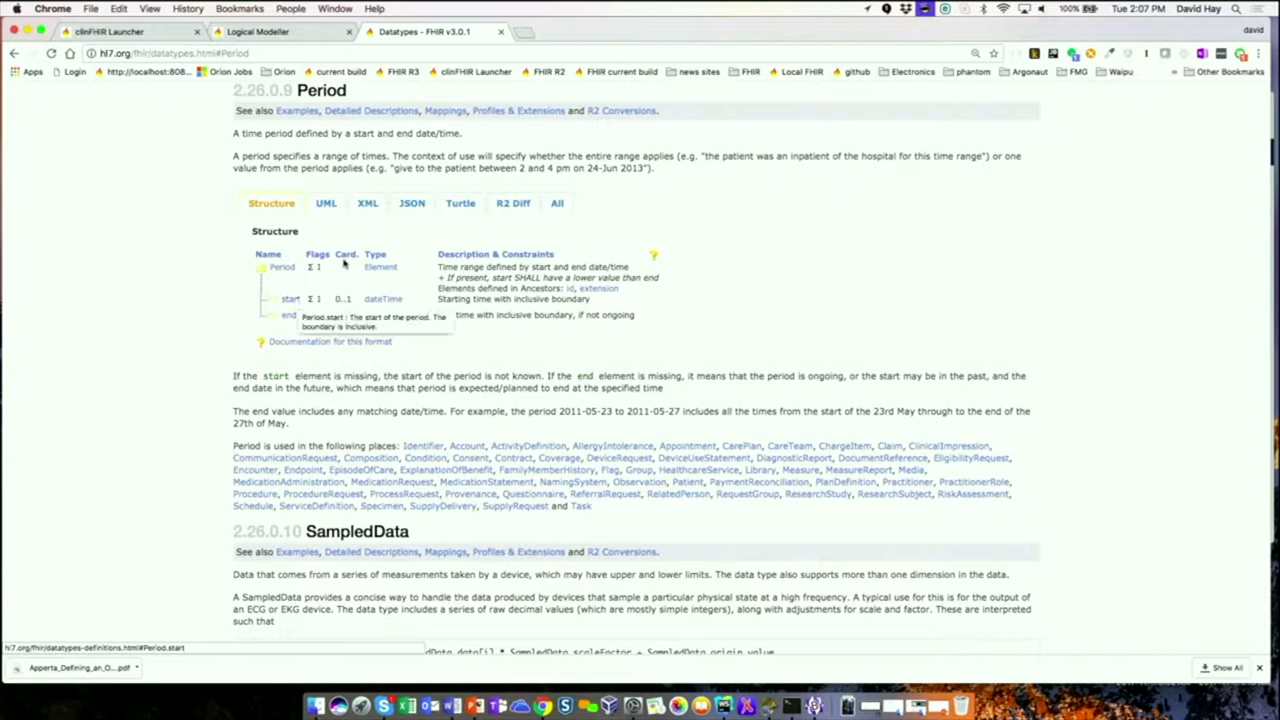 Chrome File Edit View History Bookmarks People Window Help 100% Tue 2:07 PM David Hay
clinFHIR Launcher Logical Modeller Datatypes - FHIR v3.0.1 david
hl7.org/fhir/datatypes.html#Period
Apps Login http://localhost:808... Orion Jobs Orion current build FHIR R3 clinFHIR Launcher FHIR R2 FHIR current build news sites FHIR Local FHIR github Electronics phantom Argonaut FMG Waipu » Other Bookmarks
2.26.0.9 Period
See also Examples, Detailed Descriptions, Mappings, Profiles & Extensions and R2 Conversions.
A time period defined by a start and end date/time.
A period specifies a range of times. The context of use will specify whether the entire range applies (e.g. "the patient was an inpatient of the hospital for this time range") or one
value from the period applies (e.g. "give to the patient between 2 and 4 pm on 24-Jun 2013").
Structure UML XML JSON Turtle R2 Diff All
Structure
Name Flags Card. Type Description & Constraints
Period Σ I Element Time range defined by start and end date/time
+ If present, start SHALL have a lower value than end
Elements defined in Ancestors: id, extension
start Σ I 0..1 dateTime Starting time with inclusive boundary
end time with inclusive boundary, if not ongoing
Period.start : The start of the period. The
boundary is inclusive.
Documentation for this format
If the start element is missing, the start of the period is not known. If the end element is missing, it means that the period is ongoing, or the start may be in the past, and the
end date in the future, which means that period is expected/planned to end at the specified time
The end value includes any matching date/time. For example, the period 2011-05-23 to 2011-05-27 includes all the times from the start of the 23rd May through to the end of the
27th of May.
Period is used in the following places: Identifier, Account, ActivityDefinition, AllergyIntolerance, Appointment, CarePlan, CareTeam, ChargeItem, Claim, ClinicalImpression,
CommunicationRequest, Composition, Condition, Consent, Contract, Coverage, DeviceRequest, DeviceUseStatement, DiagnosticReport, DocumentReference, EligibilityRequest,
Encounter, Endpoint, EpisodeOfCare, ExplanationOfBenefit, FamilyMemberHistory, Flag, Group, HealthcareService, Library, Measure, MeasureReport, Media,
MedicationAdministration, MedicationRequest, MedicationStatement, NamingSystem, Observation, Patient, PaymentReconciliation, PlanDefinition, Practitioner, PractitionerRole,
Procedure, ProcedureRequest, ProcessRequest, Provenance, Questionnaire, ReferralRequest, RelatedPerson, RequestGroup, ResearchStudy, ResearchSubject, RiskAssessment,
Schedule, ServiceDefinition, Specimen, SupplyDelivery, SupplyRequest and Task
2.26.0.10 SampledData
See also Examples, Detailed Descriptions, Mappings, Profiles & Extensions and R2 Conversions.
Data that comes from a series of measurements taken by a device, which may have upper and lower limits. The data type also supports more than one dimension in the data.
A SampledData provides a concise way to handle the data produced by devices that sample a particular physical state at a high frequency. A typical use for this is for the output of
an ECG or EKG device. The data type includes a series of raw decimal values (which are mostly simple integers), along with adjustments for scale and factor. These are interpreted
such that
hl7.org/fhir/datatypes-definitions.html#Period.start
Apperta_Defining_an_O....pdf Show All